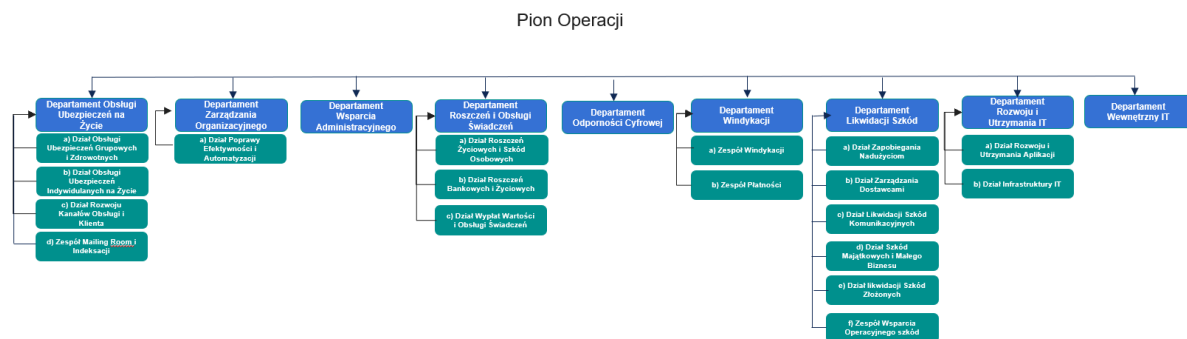 Pion Operacji
Departament Obsługi
Ubezpieczeń na
Życie
a) Dział Obsługi
Ubezpieczeń Grupowych
i Zdrowotnych
b) Dział Obsługi
Ubezpieczeń
Indywidulanych na Życie
c) Dział Rozwoju
Kanałów Obsługi i
Klienta
d) Zespół Mailing Room i
Indeksacji
Departament
Zarządzania
Organizacyjnego
a) Dział Poprawy
Efektywności i
Automatyzacji
Departament
Wsparcia
Administracyjnego
Departament
Roszczeń i Obsługi
Świadczeń
a) Dział Roszczeń
Życiowych i Szkód
Osobowych
b) Dział Roszczeń
Bankowych i Życiowych
c) Dział Wypłat Wartości
i Obsługi Świadczeń
Departament
Odporności Cyfrowej
Departament
Windykacji
a) Zespół Windykacji
b) Zespół Płatności
Departament
Likwidacji Szkód
a) Dział Zapobiegania
Nadużyciom
b) Dział Zarządzania
Dostawcami
c) Dział Likwidacji Szkód
Komunikacyjnych
d) Dział Szkód
Majątkowych i Małego
Biznesu
e) Dział likwidacji Szkód
Złożonych
f) Zespół Wsparcia
Operacyjnego szkód
Departament
Rozwoju i
Utrzymania IT
a) Dział Rozwoju i
Utrzymania Aplikacji
b) Dział Infrastruktury IT
Departament
Wewnętrzny IT